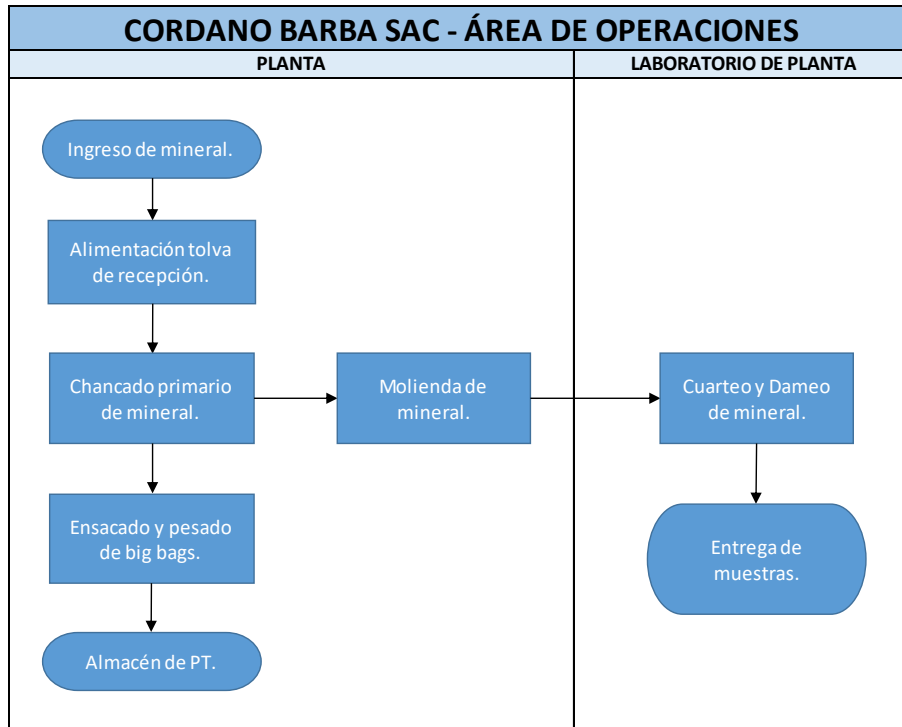 CORDANO BARBA SAC - ÁREA DE OPERACIONES
PLANTA
LABORATORIO DE PLANTA
Ingreso de mineral.
Alimentación tolva
de recepción.
Chancado primario
de mineral.
Molienda de
mineral.
Cuarteo y Dameo
de mineral.
Ensacado y pesado
de big bags.
Entrega de
muestras.
Almacén de PT.